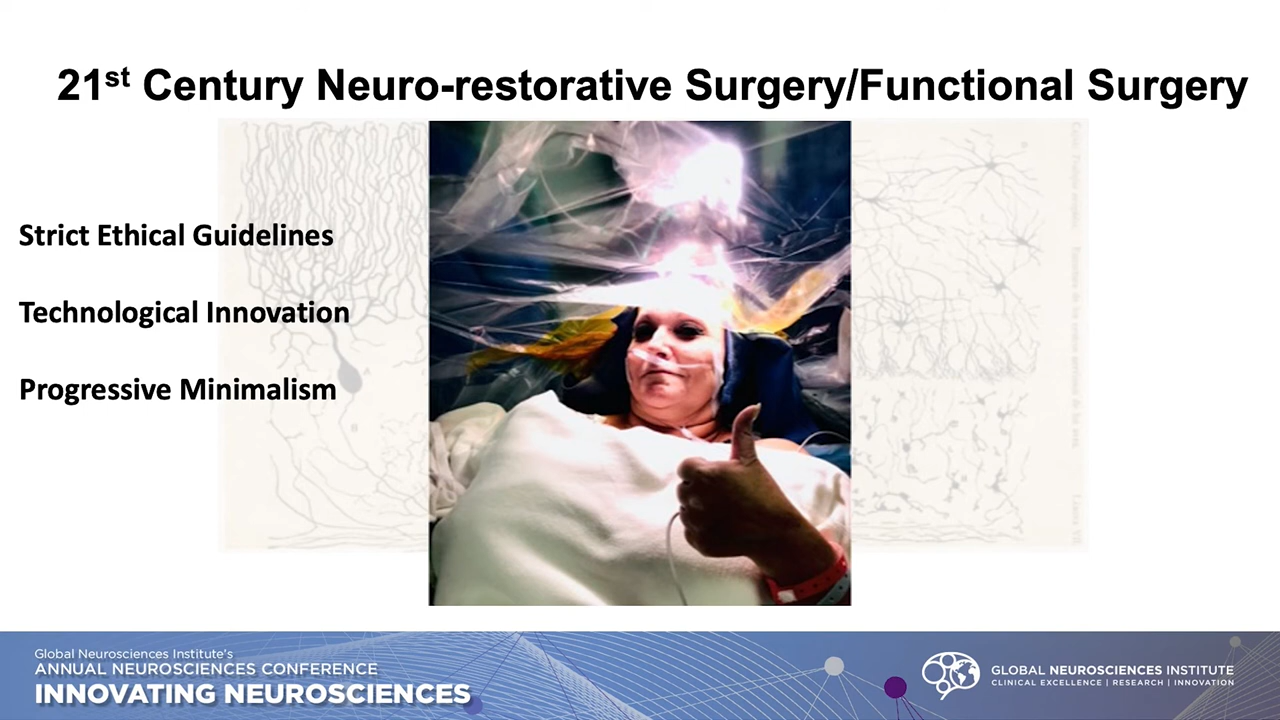 21st Century Neuro-restorative Surgery/Functional Surgery
Strict Ethical Guidelines
Technological Innovation
Progressive Minimalism
Global Neurosciences Institute's
ANNUAL NEUROSCIENCES CONFERENCE
INNOVATING NEUROSCIENCES
GLOBAL NEUROSCIENCES INSTITUTE
CLINICAL EXCELLENCE | RESEARCH | INNOVATION